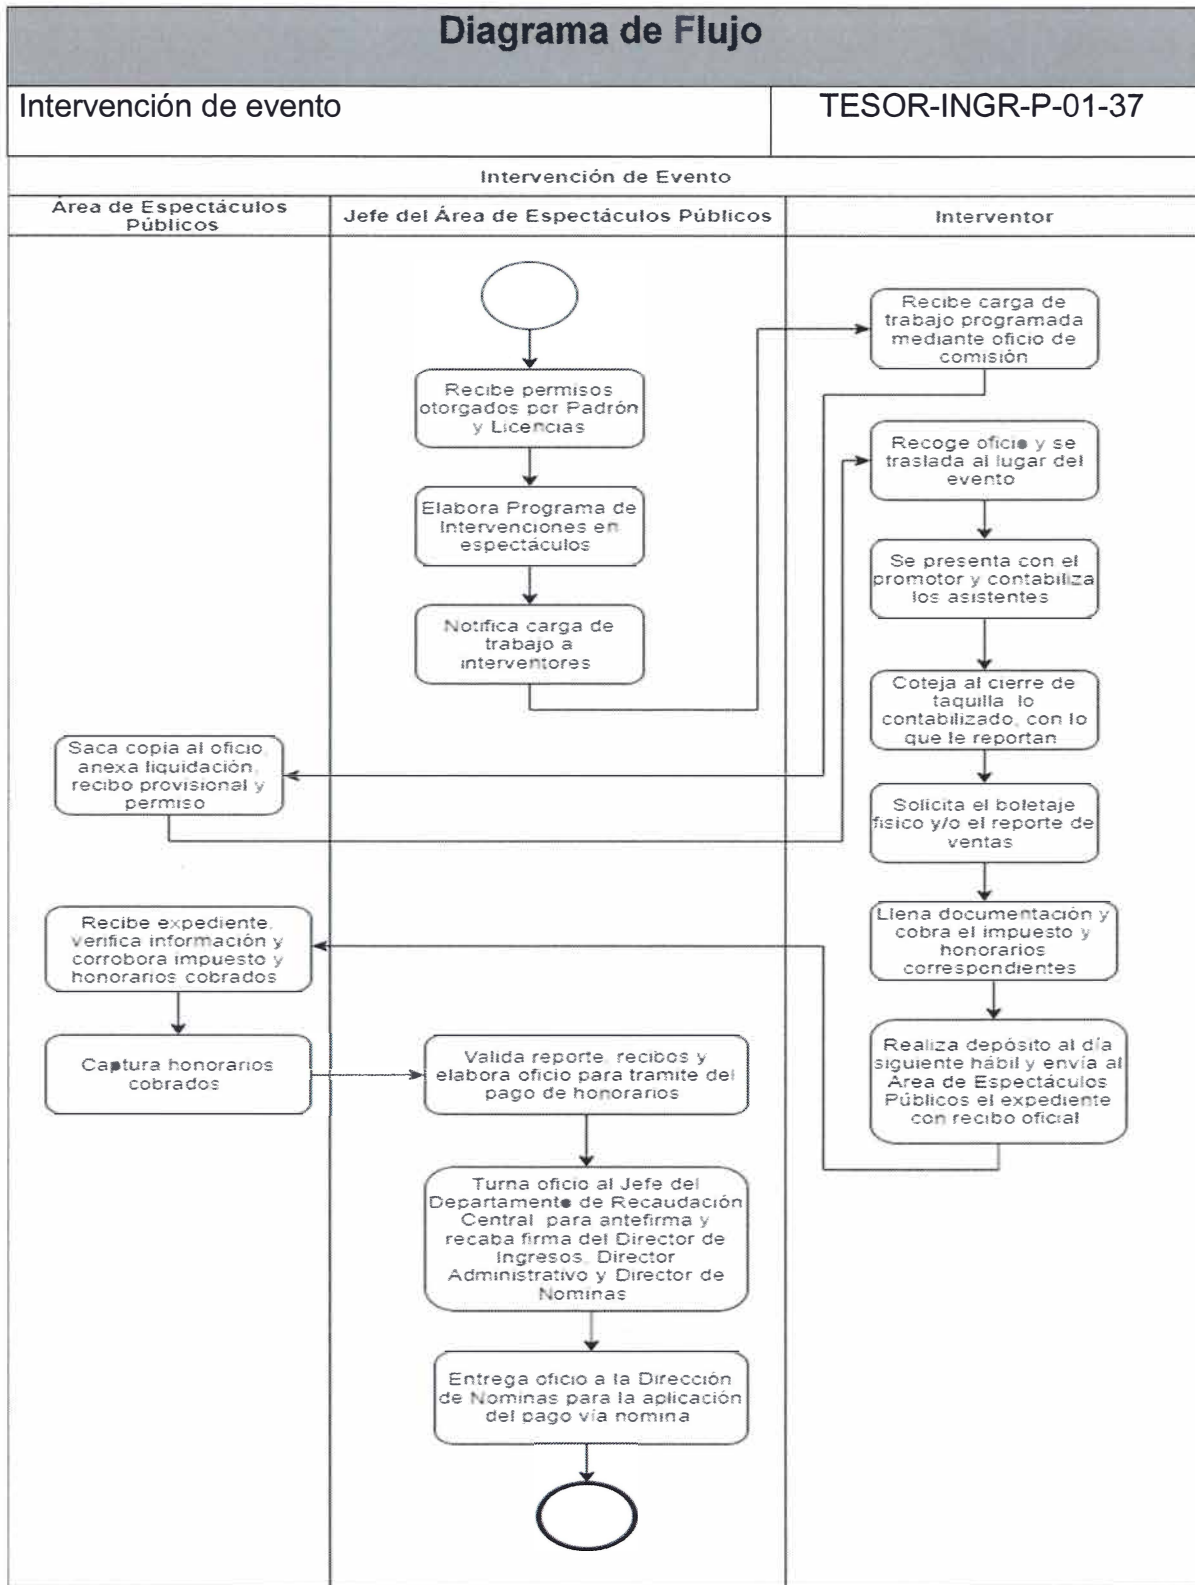 Diagrama de Flujo
Intervención de evento
TESOR-INGR-P-01-37
Intervención de Evento
Área de Espectáculos
Públicos
Jefe del Área de Espectáculos Públicos
Interventor
Recibe permisos
otorgados por Padrón
y Licencias
Elabora Programa de
Intervenciones en
espectáculos
Notifica carga de
trabajo a
interventores
Recibe carga de
trabajo programada
mediante oficio de
comisión
Saca copia al oficio,
anexa liquidación,
recibo provisional y
permiso
Recoge oficio y se
traslada al lugar del
evento
Se presenta con el
promotor y contabiliza
los asistentes
Coteja al cierre de
taquilla lo
contabilizado, con lo
que le reportan
Solicita el boletaje
fisico y/o el reporte de
ventas
Llena documentación y
cobra el impuesto y
honorarios
correspondientes
Realiza depósito al día
siguiente hábil y envía al
Área de Espectáculos
Públicos el expediente
con recibo oficial
Recibe expediente,
verifica información y
corrobora impuesto y
honorarios cobrados
Captura honorarios
cobrados
Valida reporte, recibos y
elabora oficio para tramite del
pago de honorarios
Turna oficio al Jefe del
Departamento de Recaudación
Central para antefirma y
recaba firma del Director de
Ingresos, Director
Administrativo y Director de
Nominas
Entrega oficio a la Dirección
de Nominas para la aplicación
del pago vía nomina